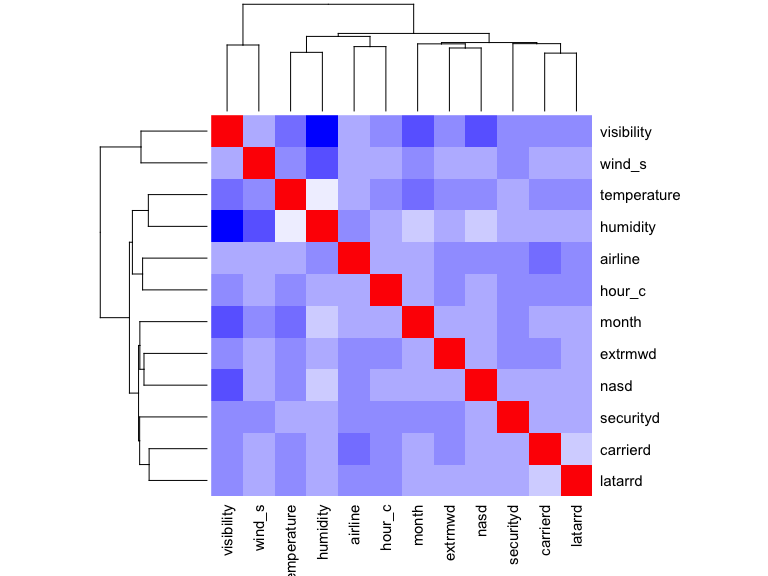 visibility
wind_s
temperature
humidity
airline
hour_c
month
extrmwd
nasd
securityd
carrierd
latarrd
visibility
wind_s
emperature
humidity
airline
hour_c
month
extrmwd
nasd
securityd
carrierd
latarrd